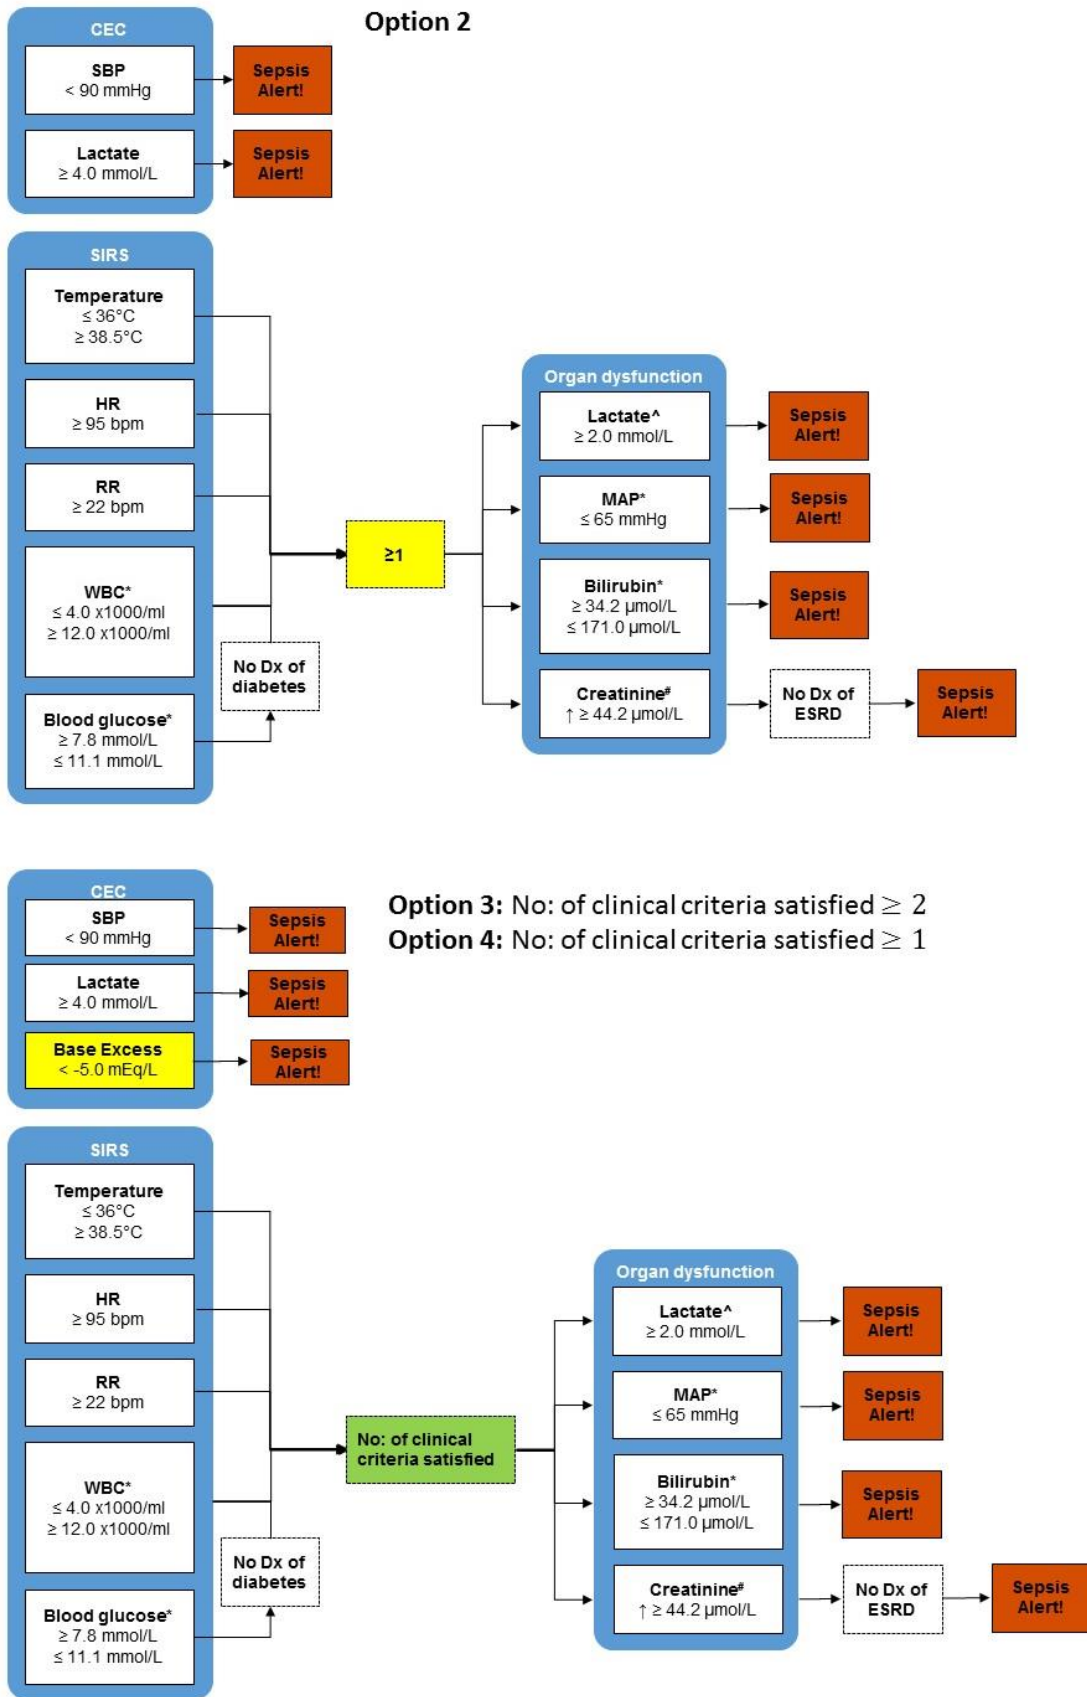 Option 2
CEC
SBP
< 90 mmHg
Sepsis
Alert!
Lactate
≥ 4.0 mmol/L
Sepsis
Alert!
SIRS
Temperature
≤ 36°C
≥ 38.5°C
HR
≥ 95 bpm
RR
≥ 22 bpm
WBC*
≤ 4.0 x1000/ml
≥ 12.0 x1000/ml
No Dx of
diabetes
Blood glucose*
≥ 7.8 mmol/L
≤ 11.1 mmol/L
≥1
Organ dysfunction
Lactate^
≥ 2.0 mmol/L
Sepsis
Alert!
MAP*
≤ 65 mmHg
Sepsis
Alert!
Bilirubin*
≥ 34.2 µmol/L
≤ 171.0 µmol/L
Sepsis
Alert!
Creatinine#
↑ ≥ 44.2 µmol/L
No Dx of
ESRD
Sepsis
Alert!
Option 3: No: of clinical criteria satisfied ≥ 2
Option 4: No: of clinical criteria satisfied ≥ 1
CEC
SBP
< 90 mmHg
Sepsis
Alert!
Lactate
≥ 4.0 mmol/L
Sepsis
Alert!
Base Excess
< -5.0 mEq/L
Sepsis
Alert!
SIRS
Temperature
≤ 36°C
≥ 38.5°C
HR
≥ 95 bpm
RR
≥ 22 bpm
WBC*
≤ 4.0 x1000/ml
≥ 12.0 x1000/ml
No Dx of
diabetes
Blood glucose*
≥ 7.8 mmol/L
≤ 11.1 mmol/L
No: of clinical
criteria satisfied
Organ dysfunction
Lactate^
≥ 2.0 mmol/L
Sepsis
Alert!
MAP*
≤ 65 mmHg
Sepsis
Alert!
Bilirubin*
≥ 34.2 µmol/L
≤ 171.0 µmol/L
Sepsis
Alert!
Creatinine#
↑ ≥ 44.2 µmol/L
No Dx of
ESRD
Sepsis
Alert!